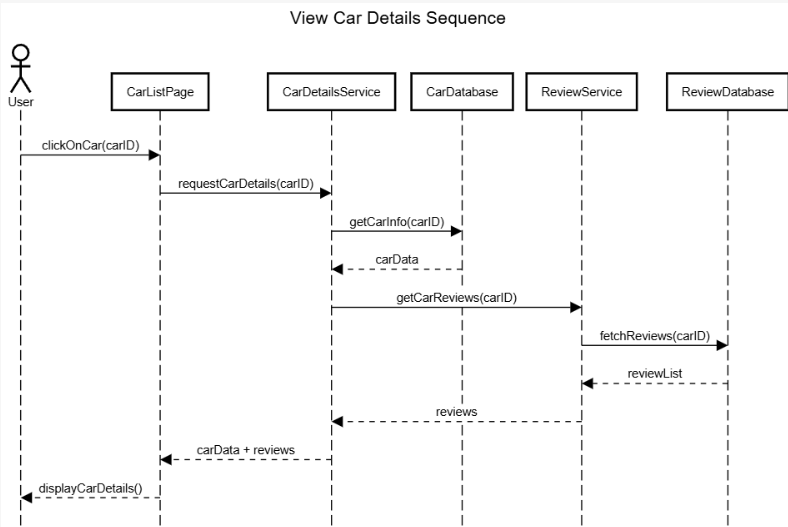 View Car Details Sequence
User
CarListPage
CarDetailsService
CarDatabase
ReviewService
ReviewDatabase
clickOnCar(carID)
requestCarDetails(carID)
getCarInfo(carID)
carData
getCarReviews(carID)
fetchReviews(carID)
reviewList
reviews
carData + reviews
displayCarDetails()